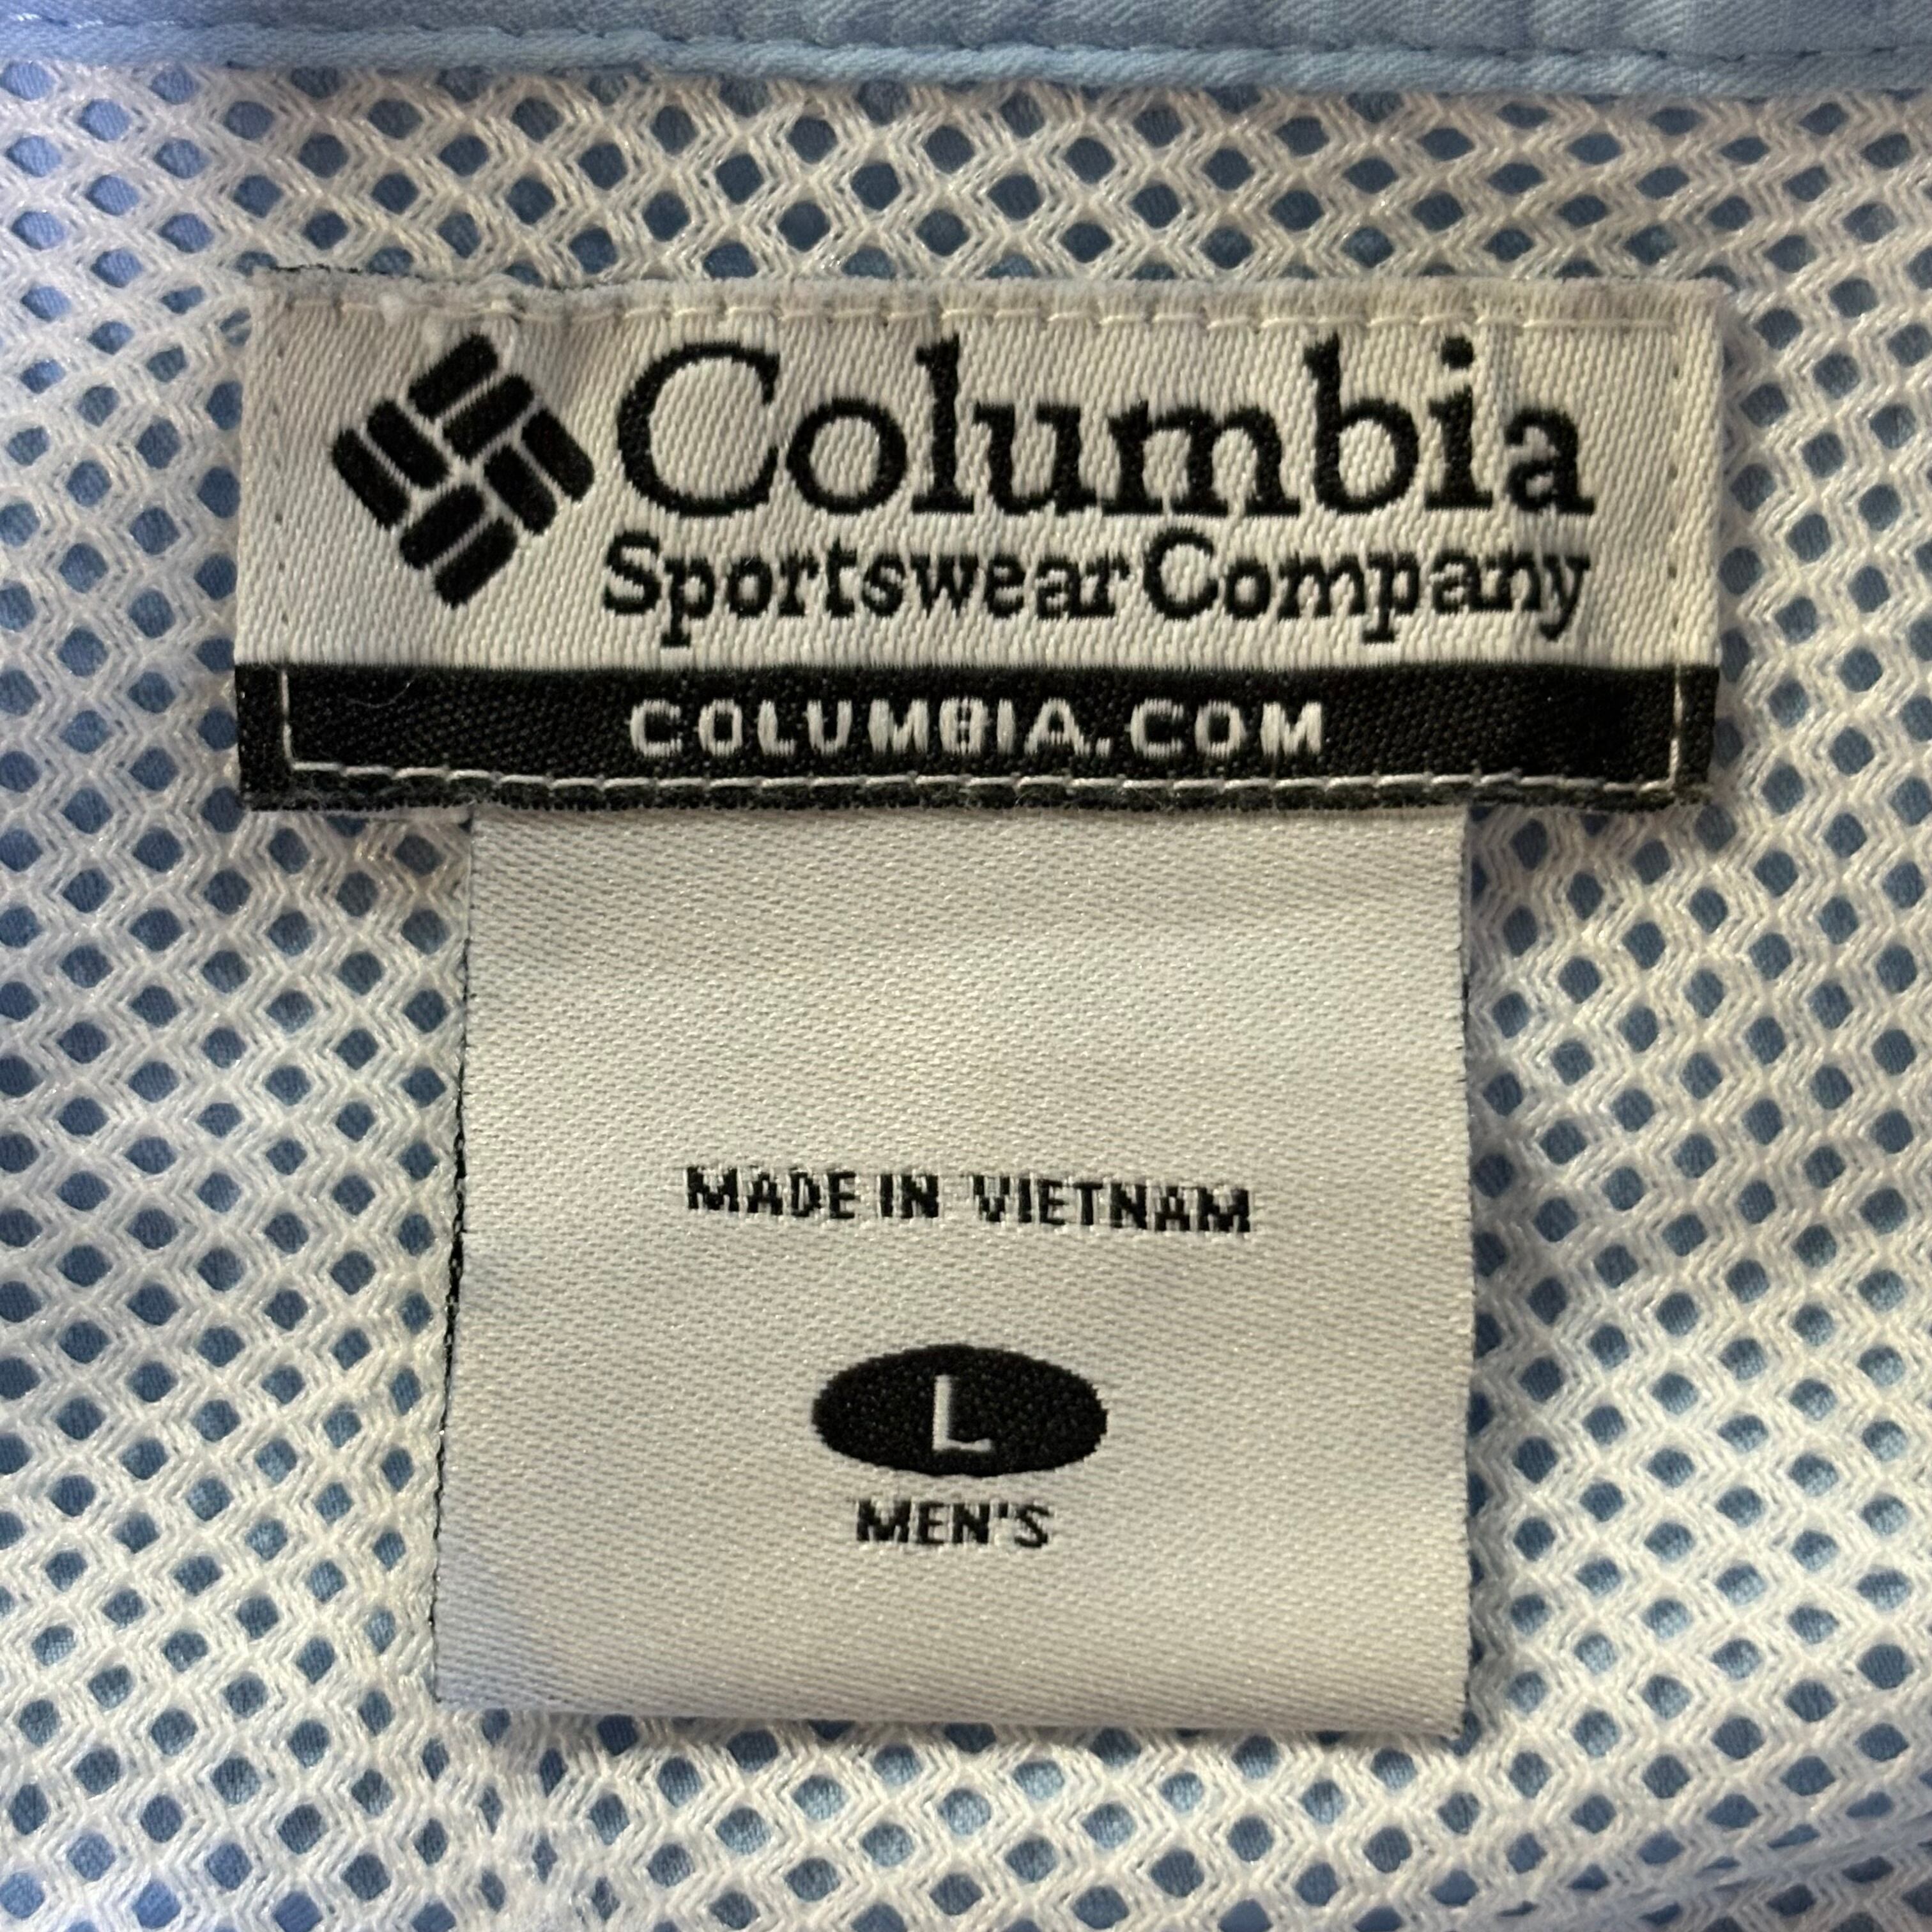 Columbia
Sportswear Company
COLUMBIA.COM
MADE IN VIETNAM
L
MEN'S